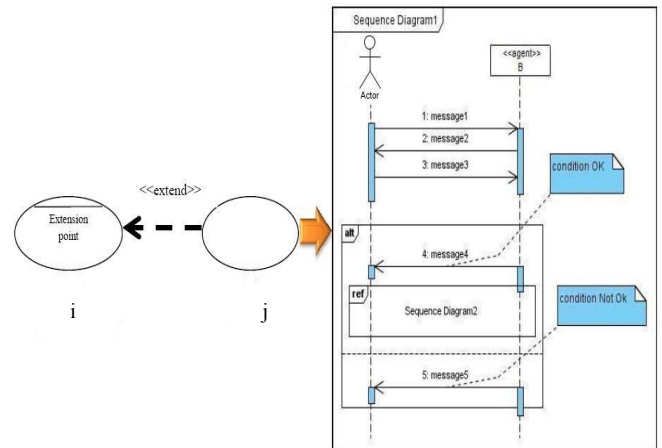 <<extend>>
Extension
point
i
j
Sequence Diagram1
Actor
<<agent>>
B
1: message1
2: message2
3: message3
condition OK
alt
4: message4
ref
Sequence Diagram2
condition Not Ok
5: message5